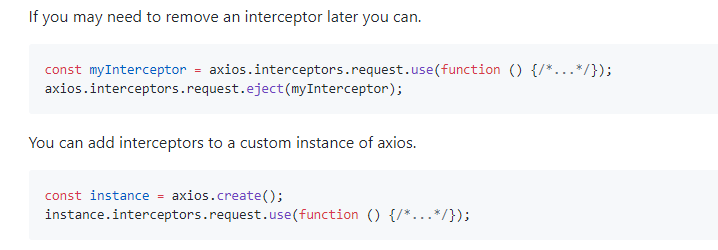 If you may need to remove an interceptor later you can.
const myInterceptor = axios.interceptors.request.use(function () {/*...*/});
axios.interceptors.request.eject(myInterceptor);
You can add interceptors to a custom instance of axios.
const instance = axios.create();
instance.interceptors.request.use(function () {/*...*/});